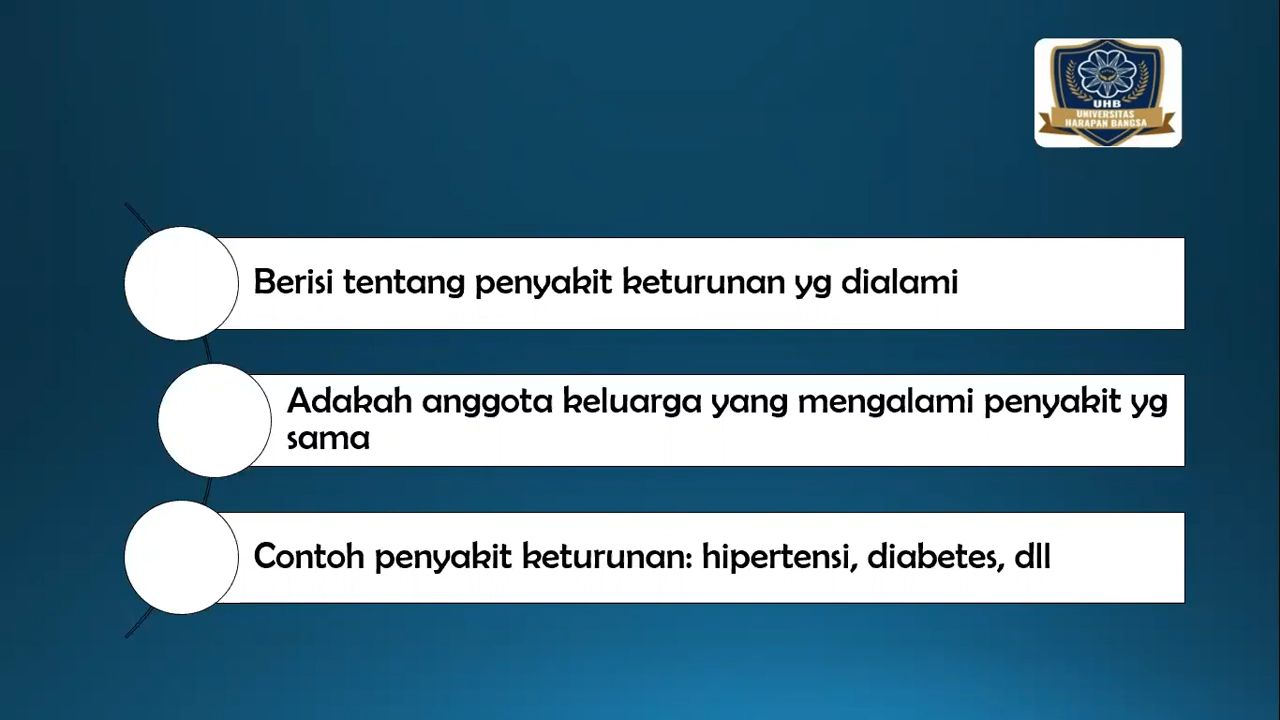 UHB
UNIVERSITAS
HARAPAN BANGSA
Berisi tentang penyakit keturunan yg dialami
Adakah anggota keluarga yang mengalami penyakit yg
sama
Contoh penyakit keturunan: hipertensi, diabetes, dll